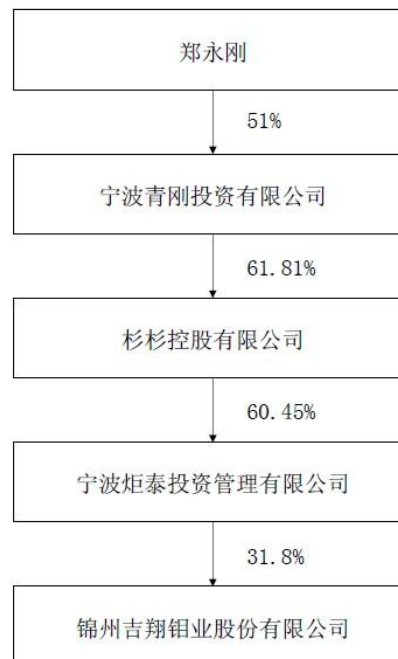 郑永刚
51%
宁波青刚投资有限公司
61.81%
杉杉控股有限公司
60.45%
宁波炬泰投资管理有限公司
31.8%
锦州吉翔钼业股份有限公司